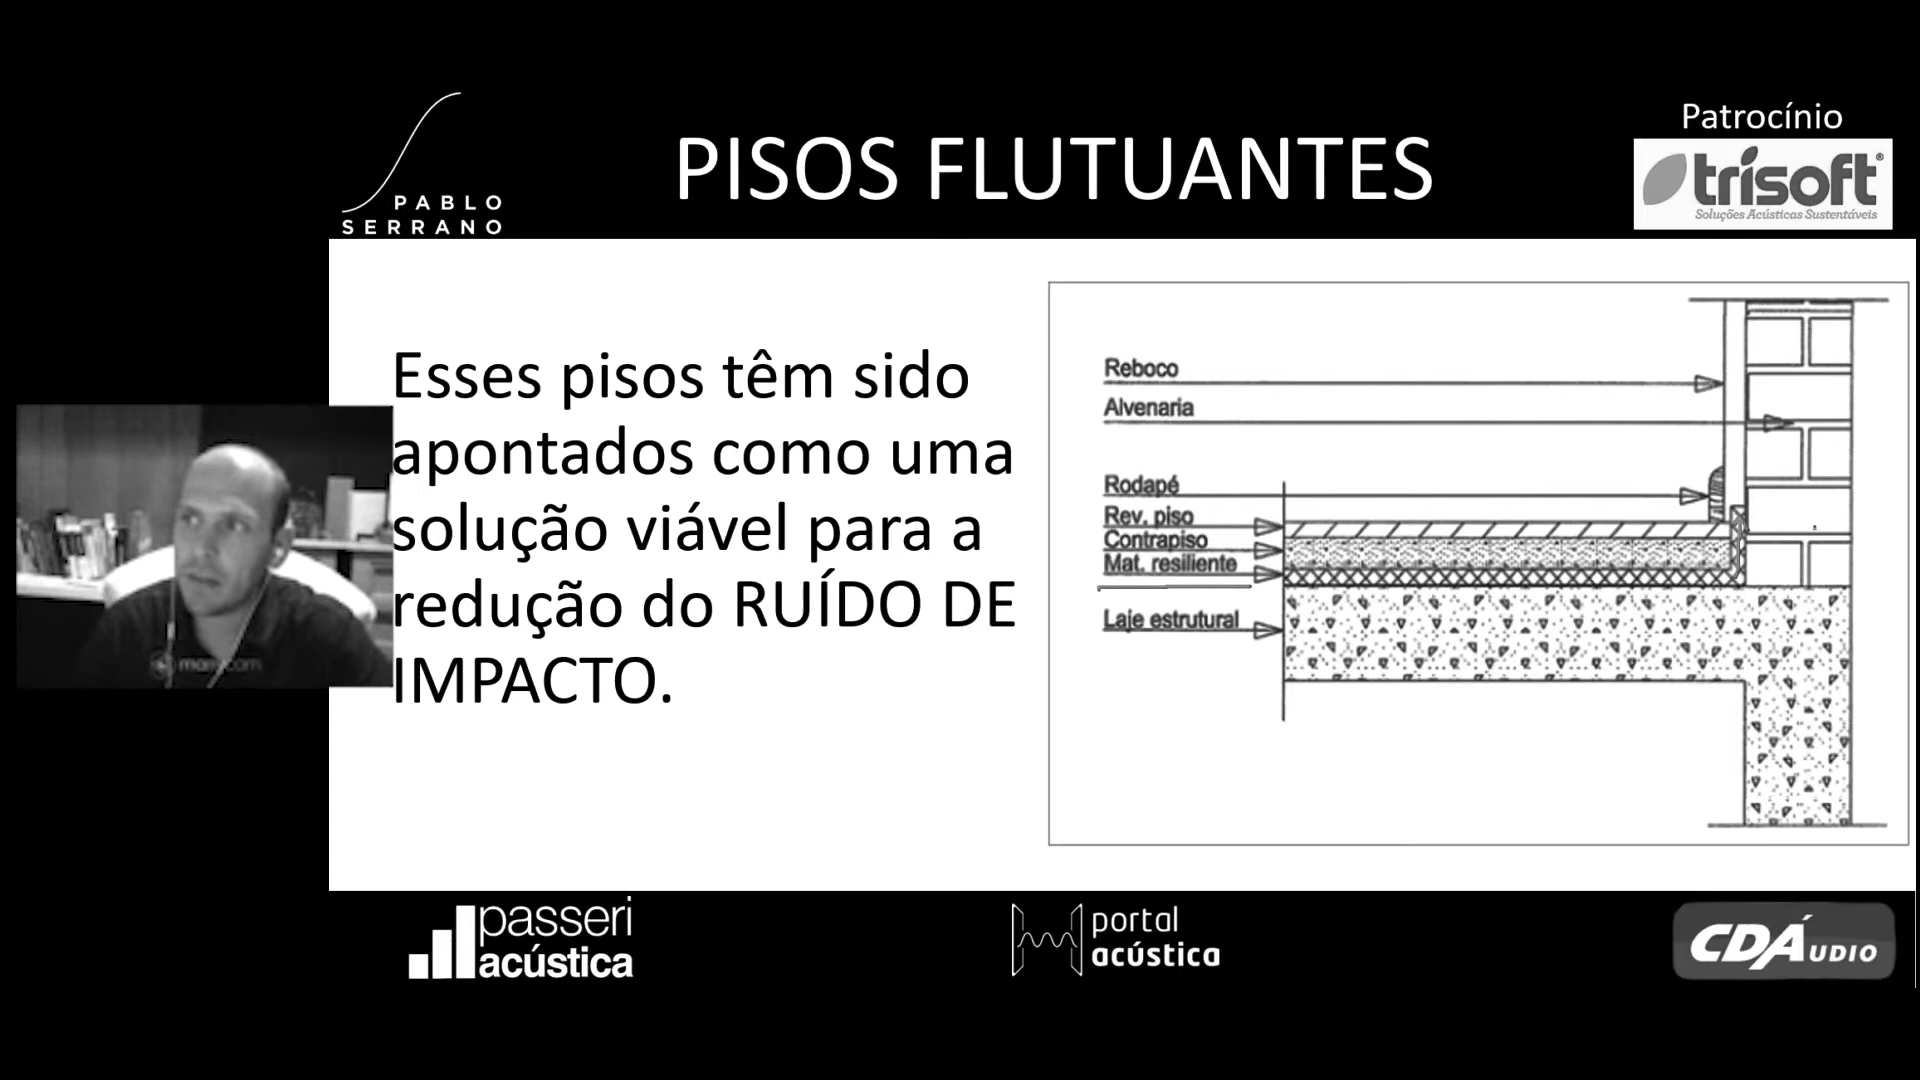 PABLO
SERRANO
PISOS FLUTUANTES
Patrocínio
trisoft®
Soluções Acústicas Sustentáveis
Esses pisos têm sido
apontados como uma
solução viável para a
redução do RUÍDO DE
IMPACTO.
Reboco
Alvenaria
Rodapé
Rev. piso
Contrapiso
Mat. resiliente
Laje estrutural
passeri
acústica
portal
acústica
CDÁUDIO